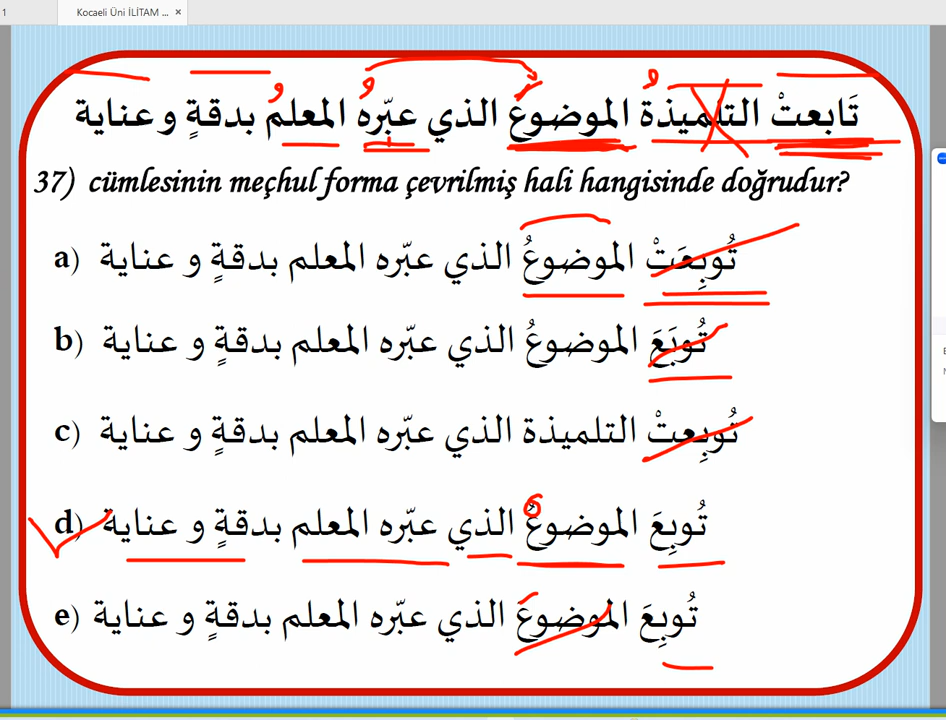 1
Kocaeli Üni İLİTAM ... ×
تَابعتْ التلميذةُ الموضوعَ الذي عبّرهُ المعلمُ بدقةٍ و عناية
37) cümlesinin meçhul forma çevrilmiş hali hangisinde doğrudur?
a) تُوبِعَتْ الموضوعُ الذي عبّره المعلم بدقةٍ و عناية
b) تُوبَعَ الموضوعُ الذي عبّره المعلم بدقةٍ و عناية
c) تُوبِعتْ التلميذة الذي عبّره المعلم بدقةٍ و عناية
d) تُوبِعَ الموضوعُ الذي عبّره المعلم بدقةٍ و عناية
e) تُوبِعَ الموضوعَ الذي عبّره المعلم بدقةٍ و عناية